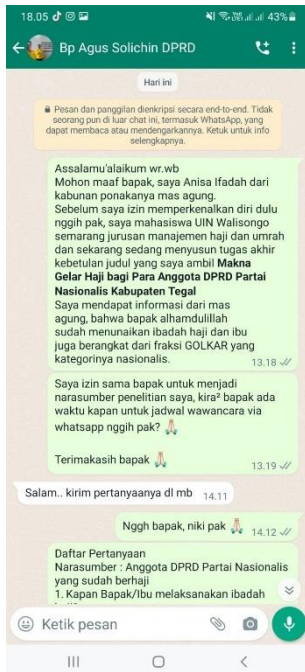 18.05
43%
Bp Agus Solichin DPRD
Hari ini
Pesan dan panggilan dienkripsi secara end-to-end. Tidak
seorang pun di luar chat ini, termasuk WhatsApp, yang
dapat membaca atau mendengarkannya. Ketuk untuk info
selengkapnya.
Assalamu'alaikum wr.wb
Mohon maaf bapak, saya Anisa Ifadah dari
kabunan ponakanya mas agung.
Sebelum saya izin memperkenalkan diri dulu
nggih pak, saya mahasiswa UIN Walisongo
semarang jurusan manajemen haji dan umrah
dan sekarang sedang menyusun tugas akhir
kebetulan judul yang saya ambil Makna
Gelar Haji bagi Para Anggota DPRD Partai
Nasionalis Kabupaten Tegal
Saya mendapat informasi dari mas
agung, bahwa bapak alhamdulillah
sudah menunaikan ibadah haji dan ibu
juga berangkat dari fraksi GOLKAR yang
kategorinya nasionalis.
13.18
Saya izin sama bapak untuk menjadi
narasumber penelitian saya, kira² bapak ada
waktu kapan untuk jadwal wawancara via
whatsapp nggih pak? 🙏
Terimakasih bapak 🙏
13.19
Salam.. kirim pertanyaanya dl mb 14.11
Nggh bapak, niki pak 🙏 14.12
Daftar Pertanyaan
Narasumber : Anggota DPRD Partai Nasionalis
yang sudah berhaji
1. Kapan Bapak/Ibu melaksanakan ibadah
Ketik pesan